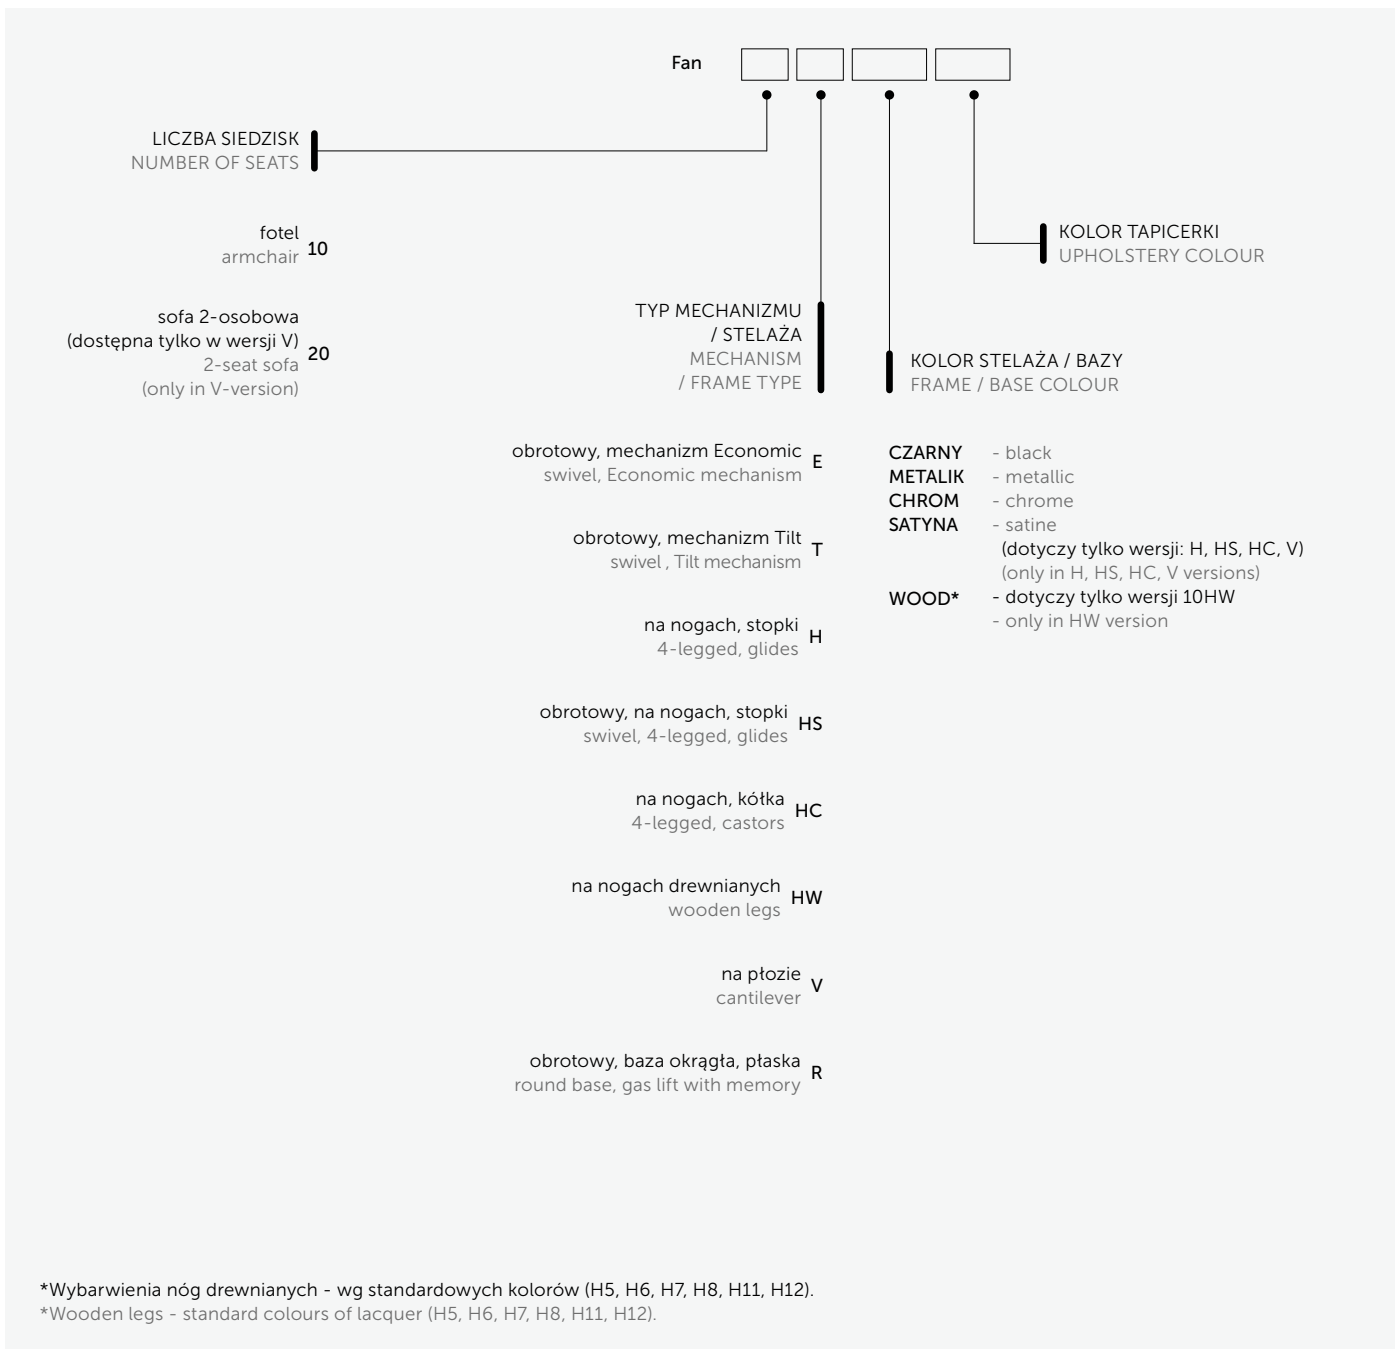 Fan
LICZBA SIEDZISK
NUMBER OF SEATS
fotel
armchair
10
sofa 2-osobowa
(dostępna tylko w wersji V)
2-seat sofa
(only in V-version)
20
TYP MECHANIZMU
/ STELAŻA
MECHANISM
/ FRAME TYPE
obrotowy, mechanizm Economic
swivel, Economic mechanism
E
obrotowy, mechanizm Tilt
swivel , Tilt mechanism
T
na nogach, stopki
4-legged, glides
H
obrotowy, na nogach, stopki
swivel, 4-legged, glides
HS
na nogach, kółka
4-legged, castors
HC
na nogach drewnianych
wooden legs
HW
na płozie
cantilever
V
obrotowy, baza okrągła, płaska
round base, gas lift with memory
R
KOLOR STELAŻA / BAZY
FRAME / BASE COLOUR
CZARNY - black
METALIK - metallic
CHROM - chrome
SATYNA - satine
(dotyczy tylko wersji: H, HS, HC, V)
(only in H, HS, HC, V versions)
WOOD* - dotyczy tylko wersji 10HW
- only in HW version
KOLOR TAPICERKI
UPHOLSTERY COLOUR
*Wybarwienia nóg drewnianych - wg standardowych kolorów (H5, H6, H7, H8, H11, H12).
*Wooden legs - standard colours of lacquer (H5, H6, H7, H8, H11, H12).